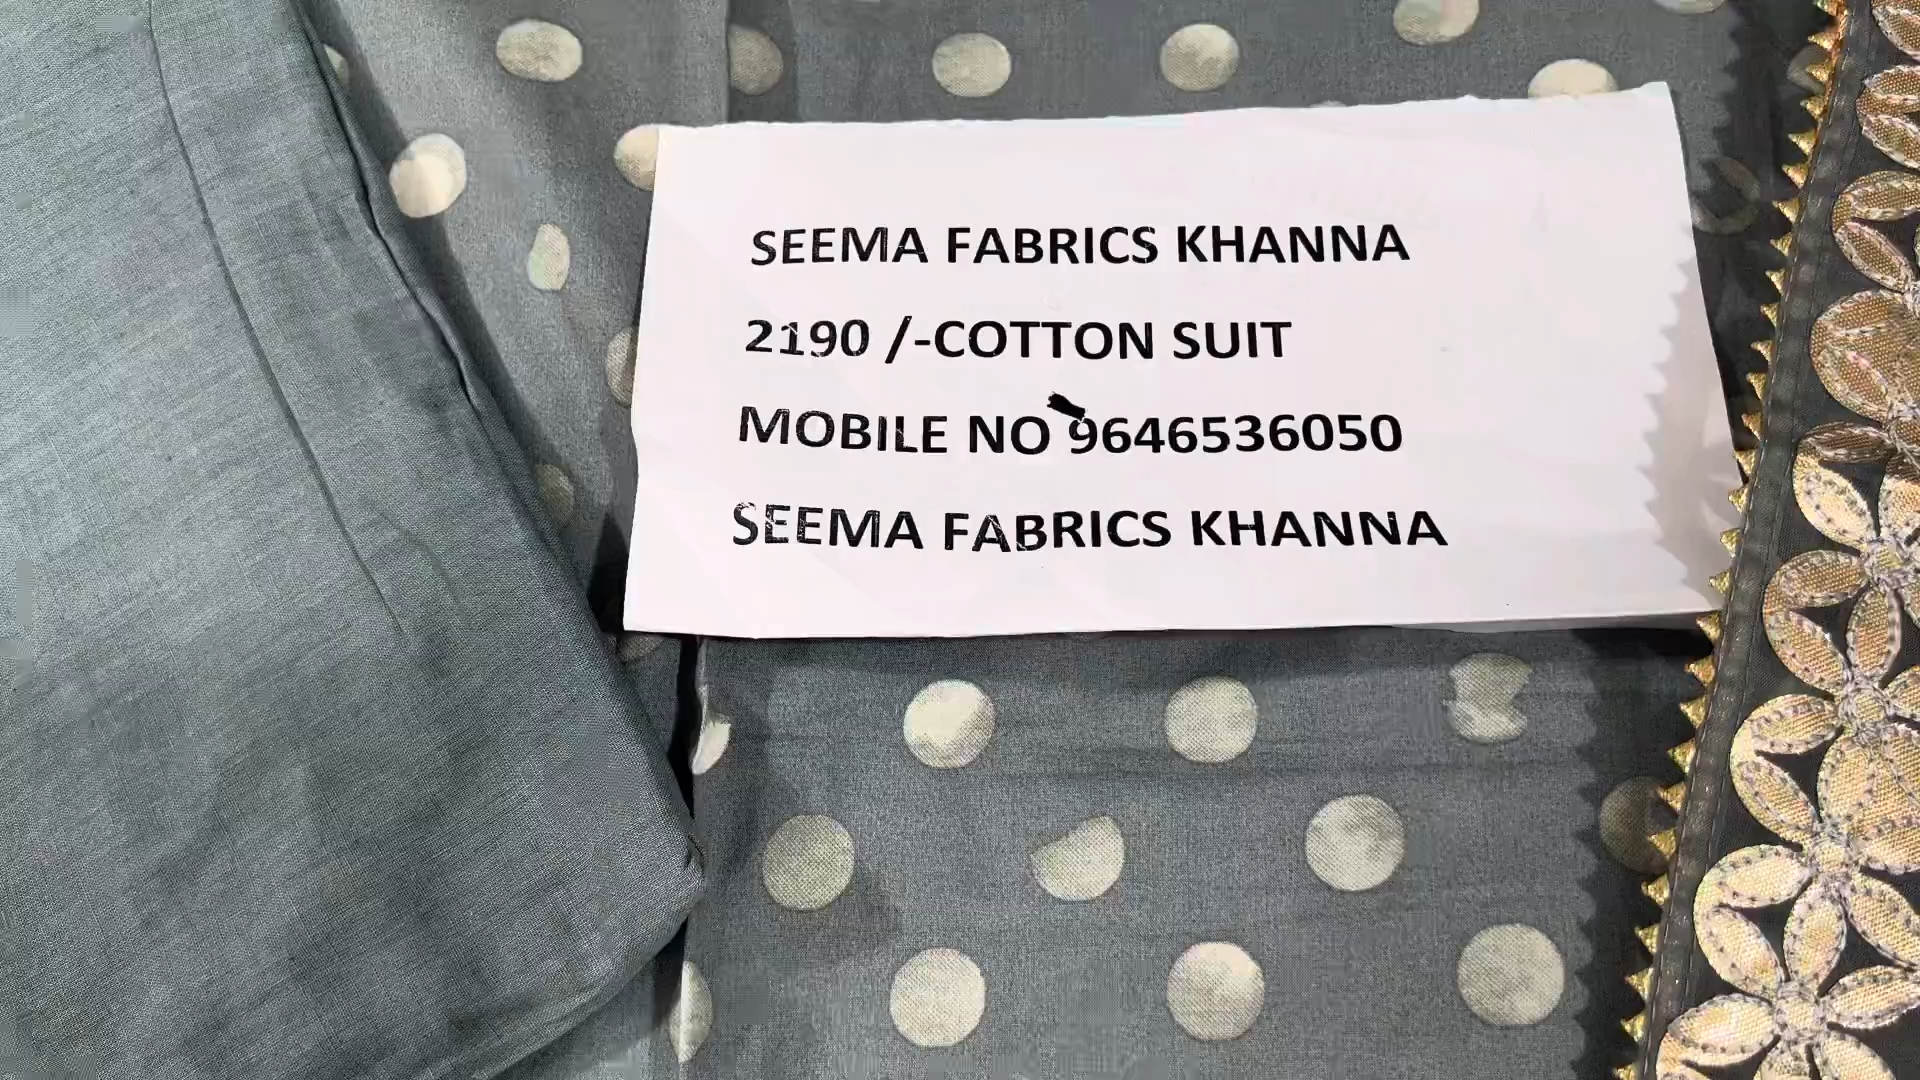 SEEMA FABRICS KHANNA
2190 /-COTTON SUIT
MOBILE NO 9646536050
SEEMA FABRICS KHANNA